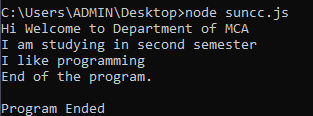 C:\Users\ADMIN\Desktop>node suncc.js
Hi Welcome to Department of MCA
I am studying in second semester
I like programming
End of the program.

Program Ended